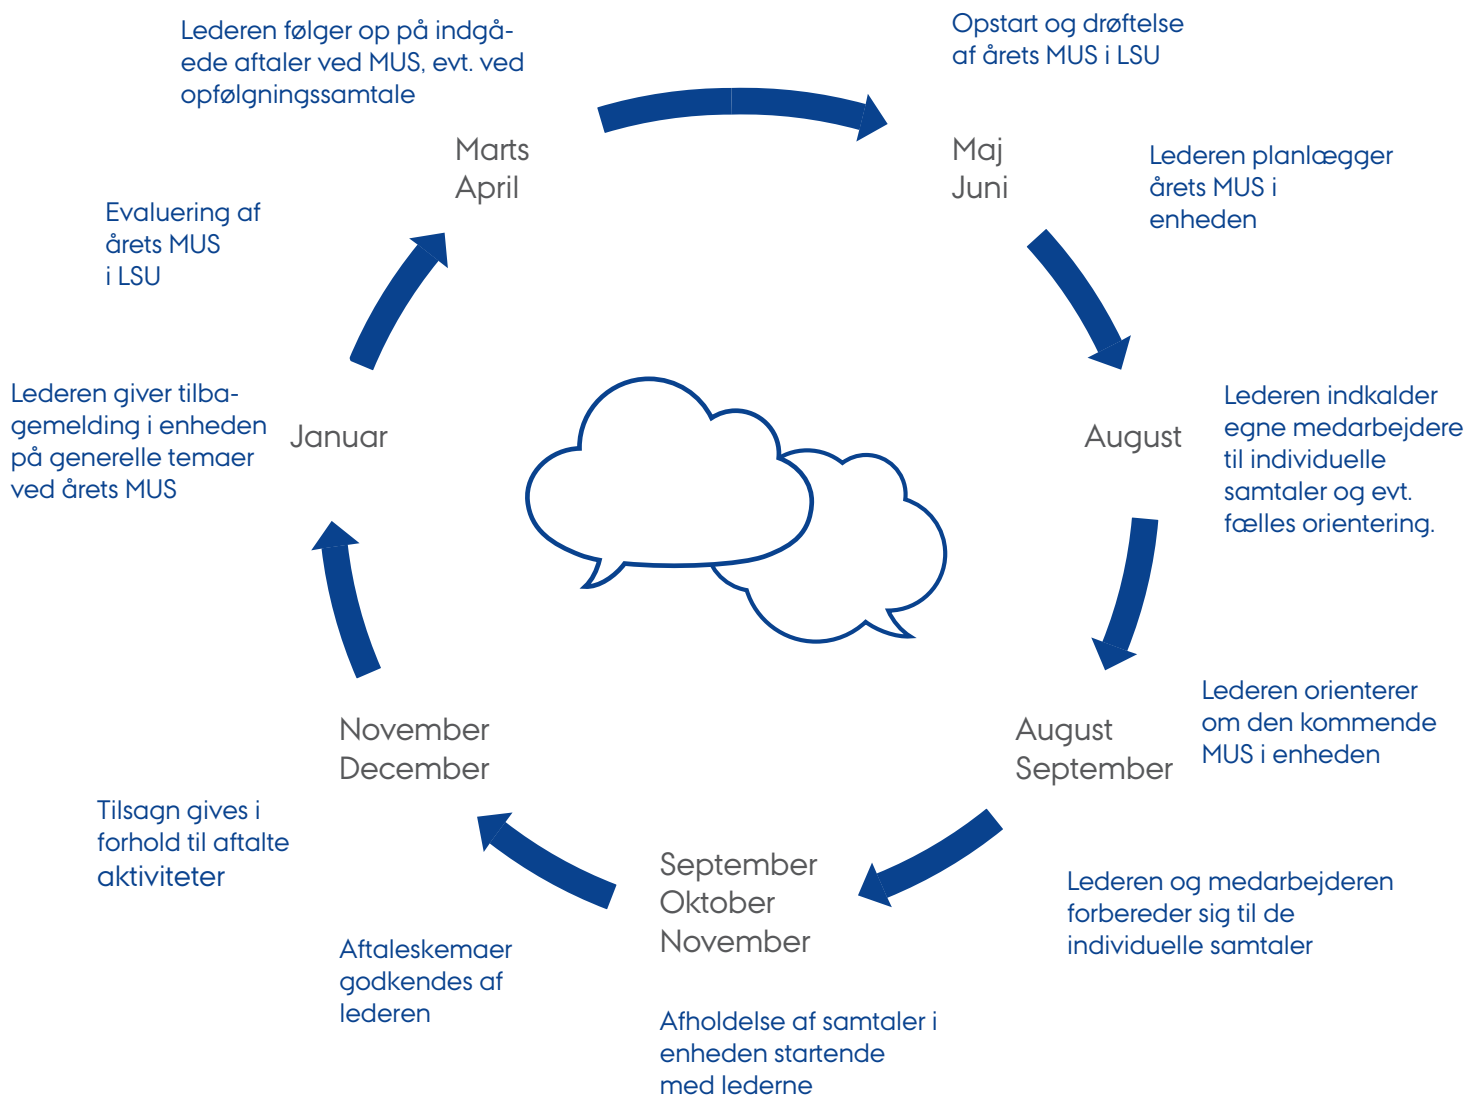 Lederen følger op på indgå-
ede aftaler ved MUS, evt. ved
opfølgningssamtale
Marts
April
Opstart og drøftelse
af årets MUS i LSU
Maj
Juni
Lederen planlægger
årets MUS i
enheden
August
Lederen indkalder
egne medarbejdere
til individuelle
samtaler og evt.
fælles orientering.
August
September
Lederen orienterer
om den kommende
MUS i enheden
Lederen og medarbejderen
forbereder sig til de
individuelle samtaler
September
Oktober
November
Afholdelse af samtaler i
enheden startende
med lederne
Aftaleskemaer
godkendes af
lederen
November
December
Tilsagn gives i
forhold til aftalte
aktiviteter
Januar
Lederen giver tilba-
gemelding i enheden
på generelle temaer
ved årets MUS
Evaluering af
årets MUS
i LSU